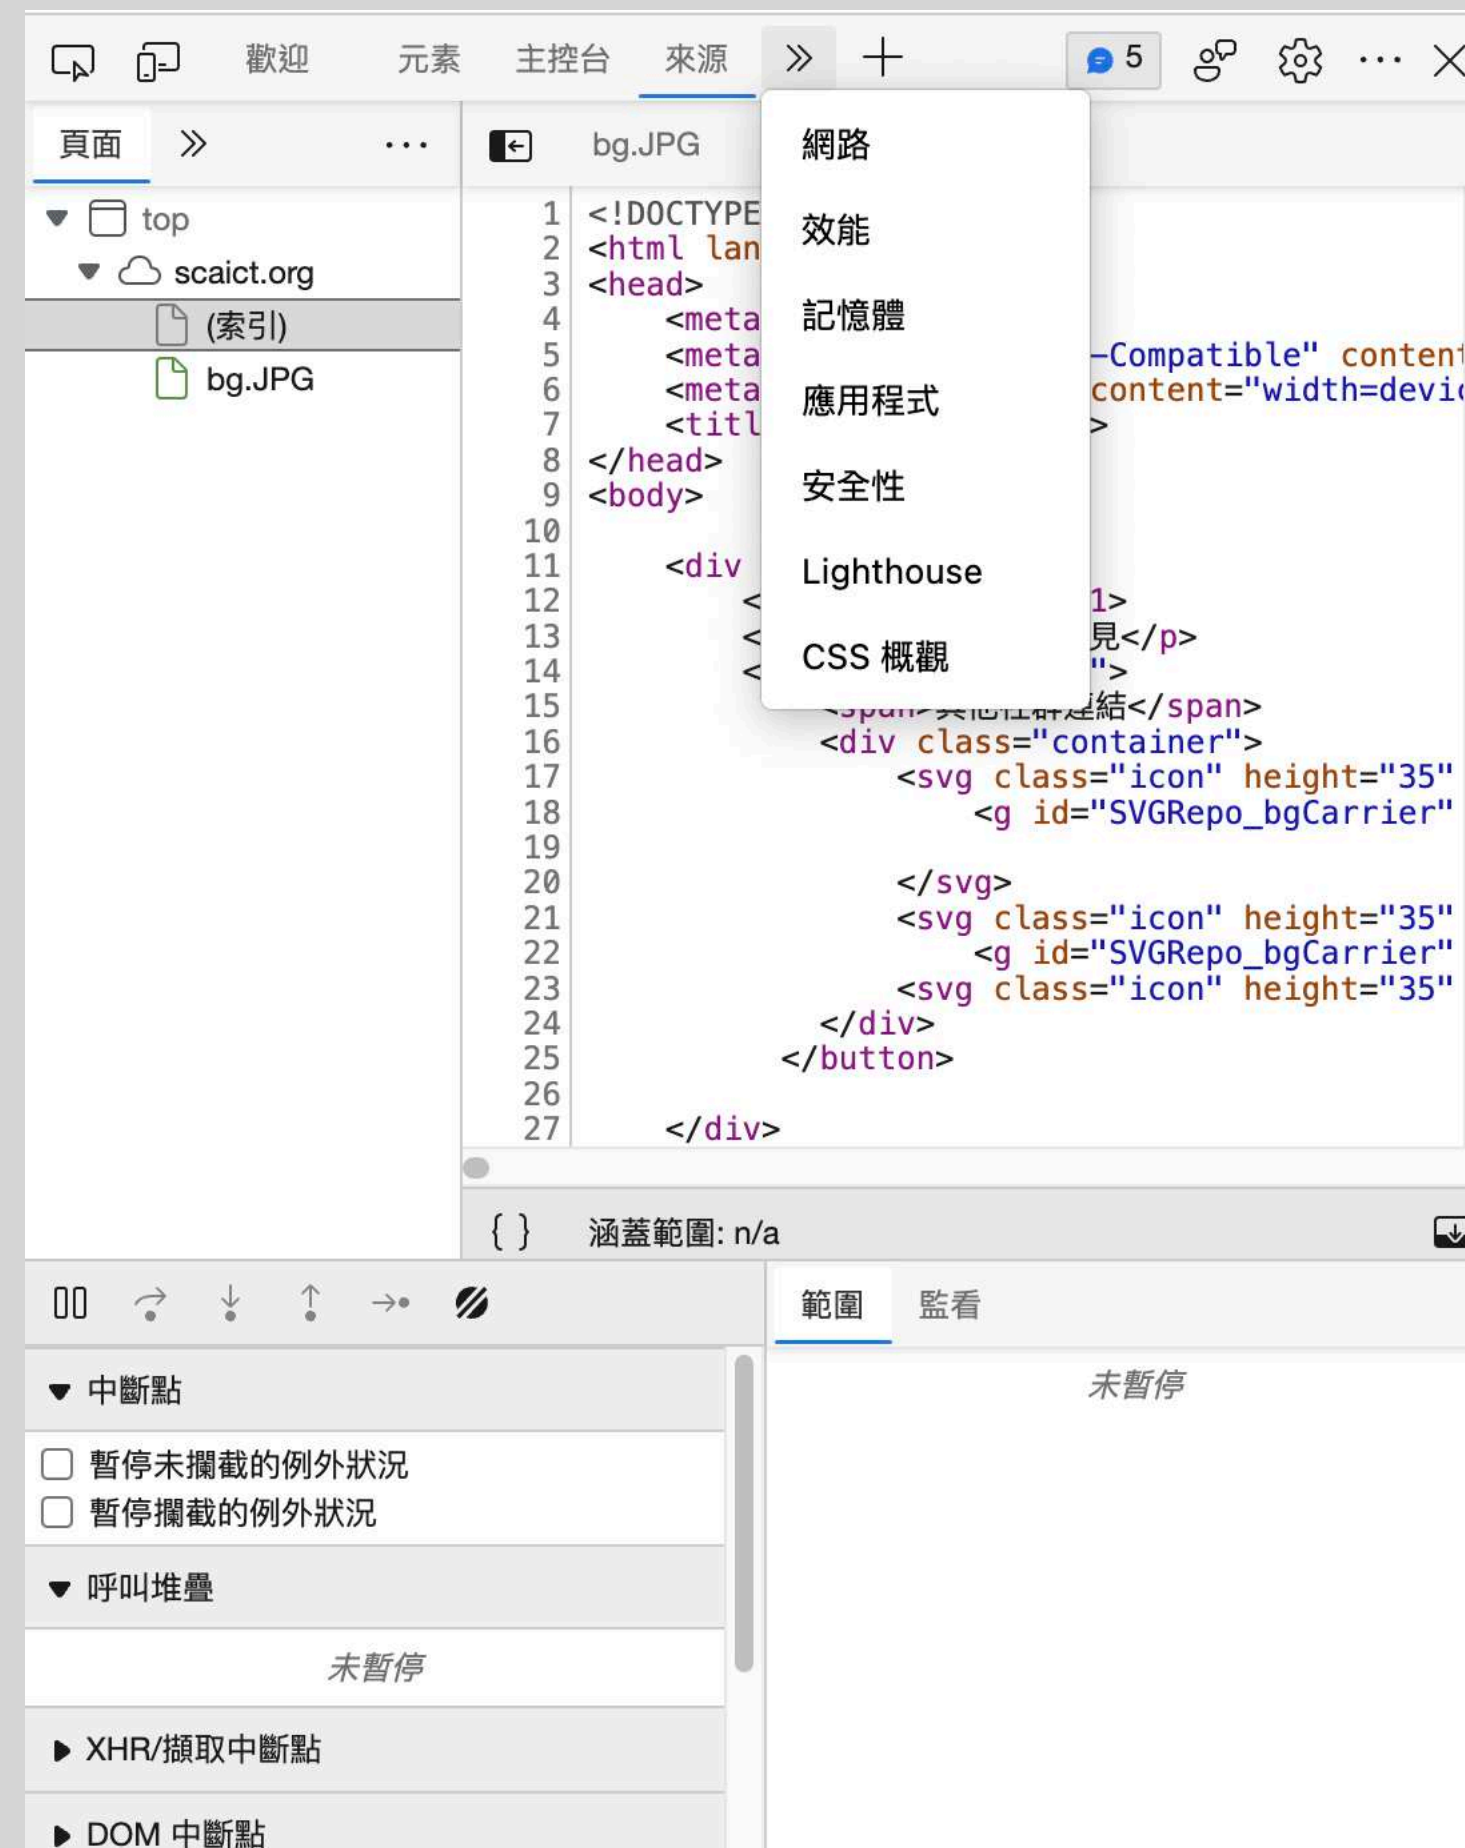 歡迎 元素 主控台 來源 5
頁面
bg.JPG
top
scaict.org
(索引)
bg.JPG
網路
效能
記憶體
應用程式
安全性
Lighthouse
CSS 概觀
1 <!DOCTYPE
2 <html lan
3 <head>
4 <meta
5 <meta -Compatible" content
6 <meta content="width=devic
7 <titl >
8 </head>
9 <body>
10
11 <div
12 < 1>
13 < 見</p>
14 < ">
15 <span>其他社群連結</span>
16 <div class="container">
17 <svg class="icon" height="35"
18 <g id="SVGRepo_bgCarrier"
19
20 </svg>
21 <svg class="icon" height="35"
22 <g id="SVGRepo_bgCarrier"
23 <svg class="icon" height="35"
24 </div>
25 </button>
26
27 </div>
{ } 涵蓋範圍: n/a
範圍 監看
未暫停
中斷點
暫停未攔截的例外狀況
暫停攔截的例外狀況
呼叫堆疊
未暫停
XHR/擷取中斷點
DOM 中斷點